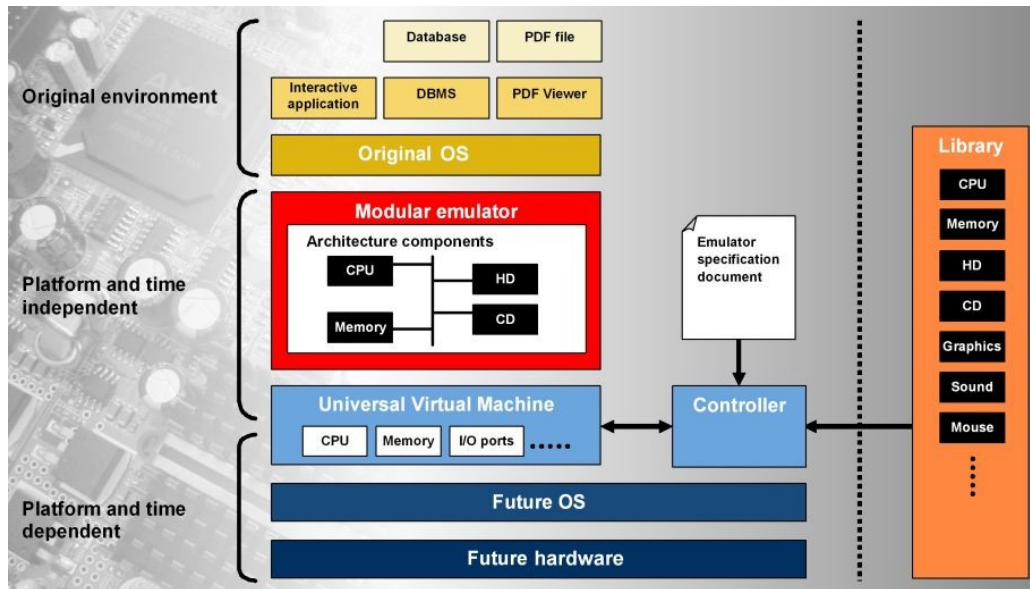 Original environment
Database
PDF file
Interactive
application
DBMS
PDF Viewer
Original OS
Platform and time
independent
Modular emulator
Architecture components
CPU
HD
Memory
CD
Emulator
specification
document
Universal Virtual Machine
CPU
Memory
I/O ports
.....
Controller
Platform and time
dependent
Future OS
Future hardware
Library
CPU
Memory
HD
CD
Graphics
Sound
Mouse